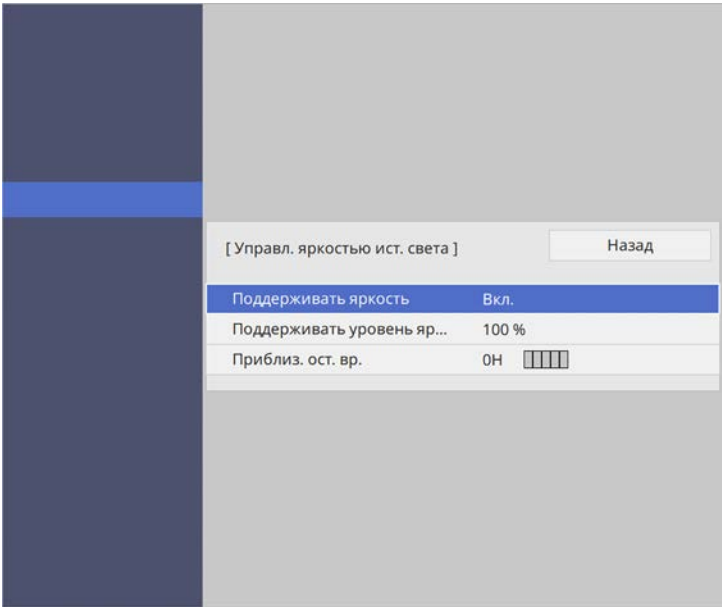 [ Управл. яркостью ист. света ] Назад
Поддерживать яркость Вкл.
Поддерживать уровень яр... 100 %
Приблиз. ост. вр. 0H